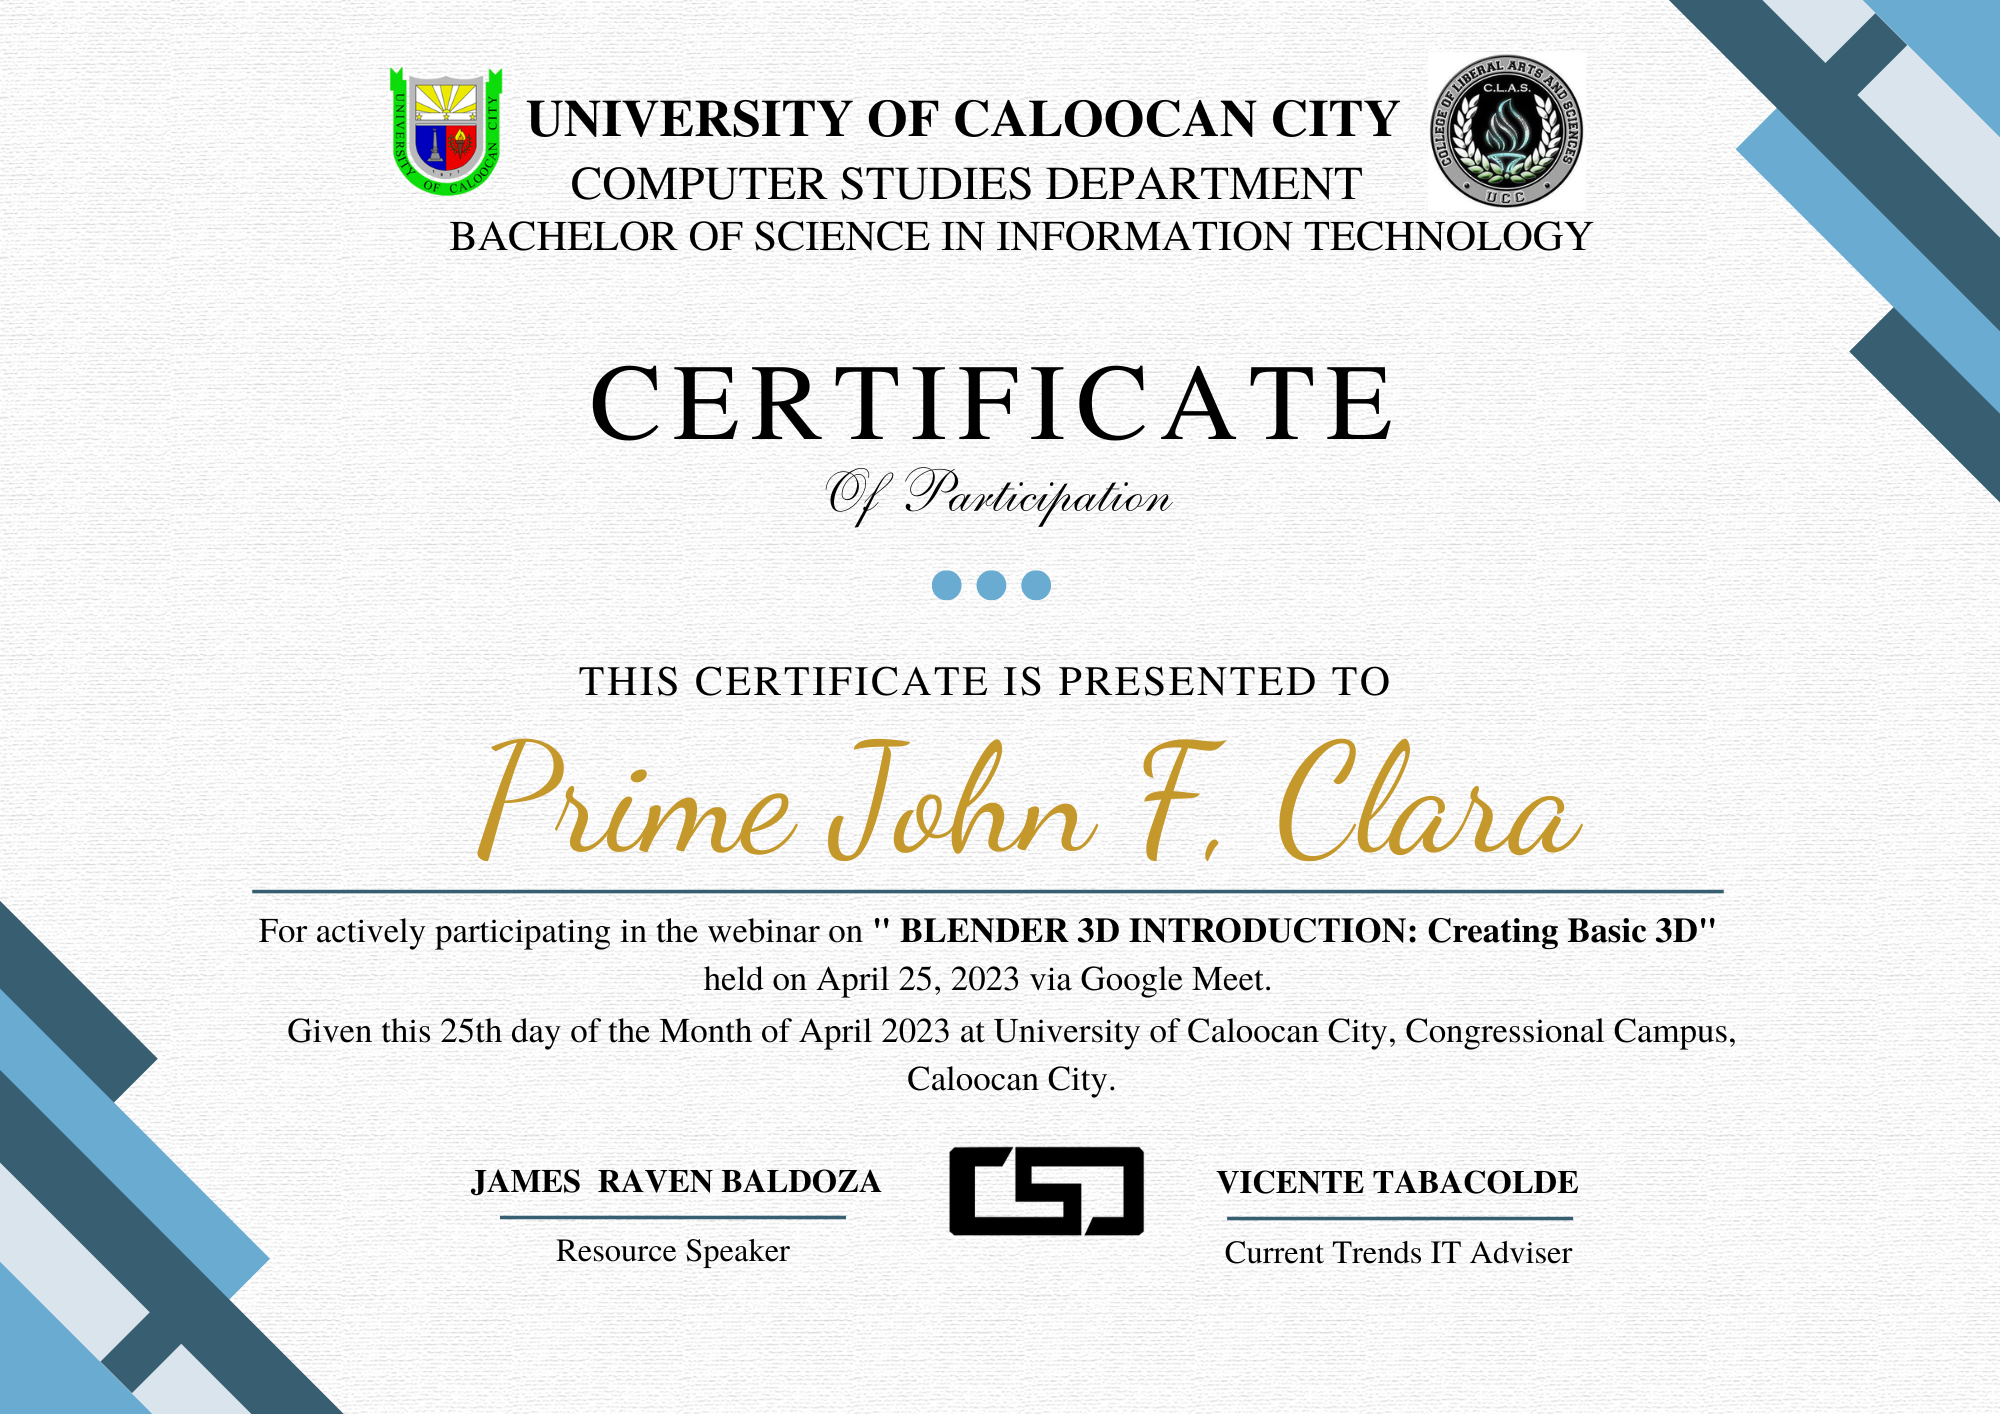 UNIVERSITY OF CALOOCAN CITY
UNIVERSITY OF CALOOCAN CITY
COLLEGE OF LIBERAL ARTS AND SCIENCES
C.L.A.S.
UCC
COMPUTER STUDIES DEPARTMENT
BACHELOR OF SCIENCE IN INFORMATION TECHNOLOGY
CERTIFICATE
Of Participation
THIS CERTIFICATE IS PRESENTED TO
Prime John F. Clara
For actively participating in the webinar on " BLENDER 3D INTRODUCTION: Creating Basic 3D"
held on April 25, 2023 via Google Meet.
Given this 25th day of the Month of April 2023 at University of Caloocan City, Congressional Campus,
Caloocan City.
JAMES  RAVEN BALDOZA
Resource Speaker
CSD
VICENTE TABACOLDE
Current Trends IT Adviser